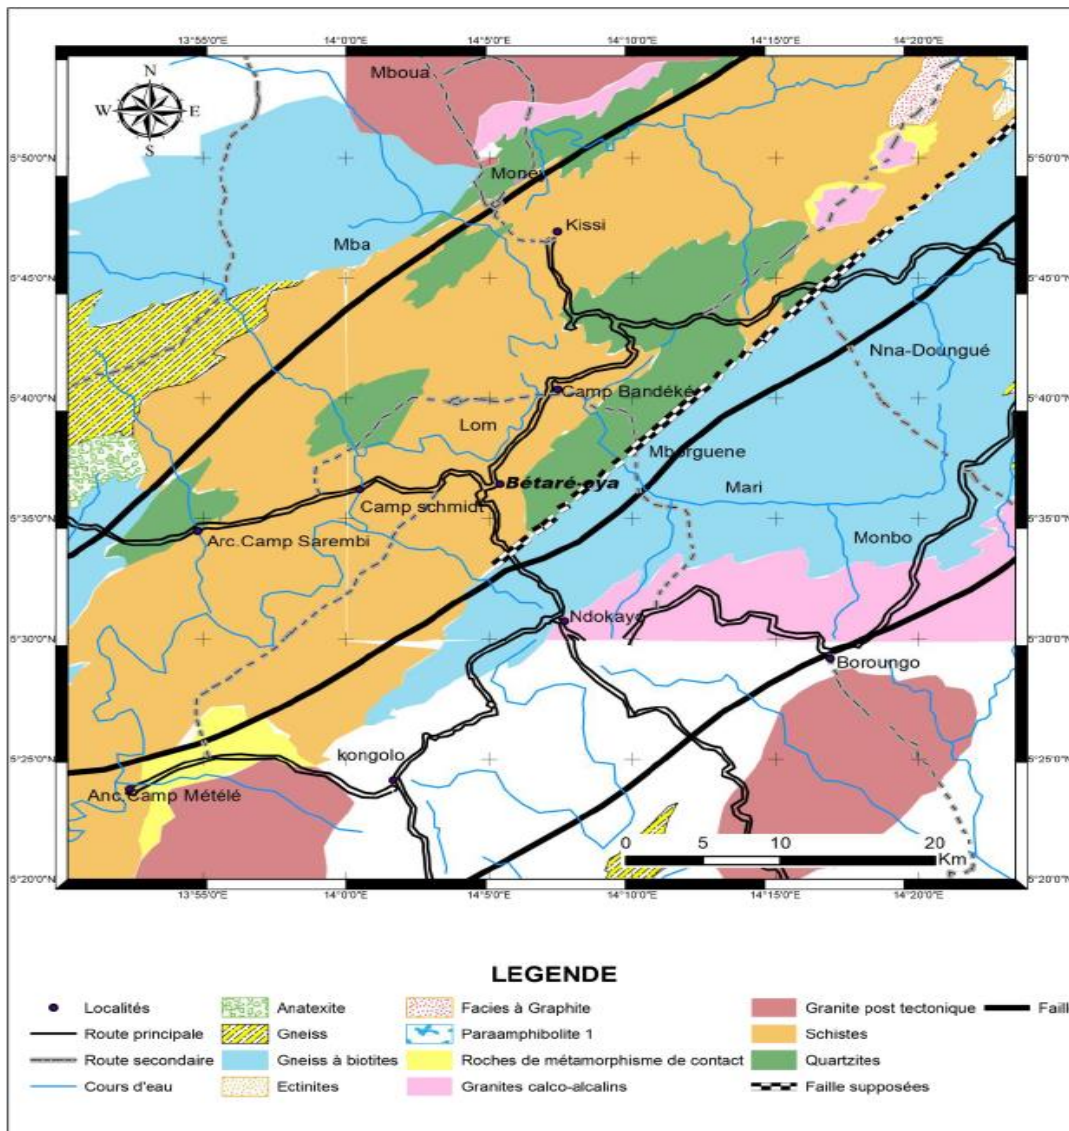 13°55'0"E 14°0'0"E 14°5'0"E 14°10'0"E 14°15'0"E 14°20'0"E
N
W E
S
Mboua
5°50'0"N 5°50'0"N
Moné
Kissi
Mba
5°45'0"N 5°45'0"N
Nna-Doungué
5°40'0"N 5°40'0"N
Camp Bandéké
Lom
Mborguene
Bétaré-oya
Mari
Camp schmidt
5°35'0"N 5°35'0"N
Arc.Camp Sarembi
Monbo
Ndokayo
5°30'0"N 5°30'0"N
Boroungo
kongolo
5°25'0"N 5°25'0"N
Anc.Camp Mételé
0 5 10 20
Km
5°20'0"N 5°20'0"N
13°55'0"E 14°0'0"E 14°5'0"E 14°10'0"E 14°15'0"E 14°20'0"E
LEGENDE
Localités Anatexite Facies à Graphite Granite post tectonique Faill
Route principale Gneiss Paraamphibolite 1 Schistes
Route secondaire Gneiss à biotites Roches de métamorphisme de contact Quartzites
Cours d'eau Ectinites Granites calco-alcalins Faille supposées